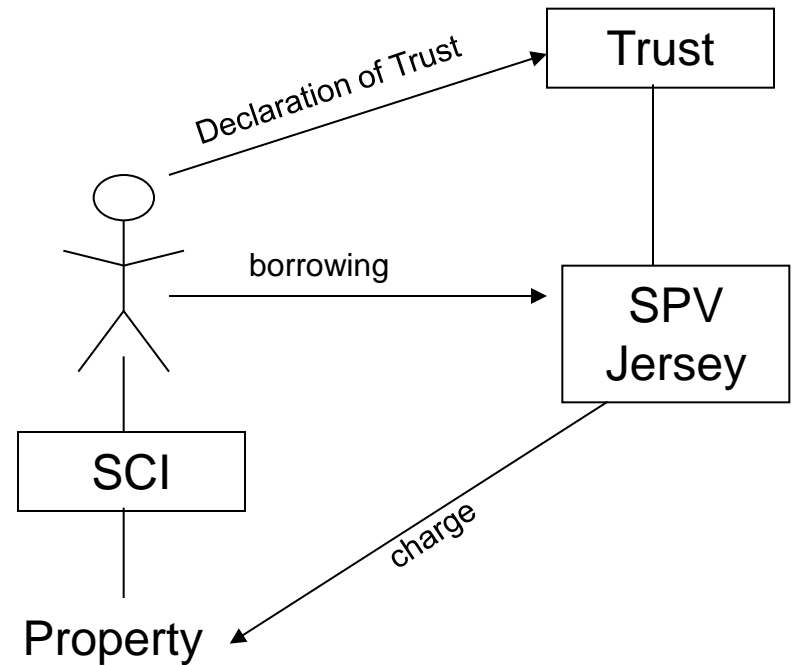 Trust
Declaration of Trust
borrowing
SPV
Jersey
SCI
charge
Property